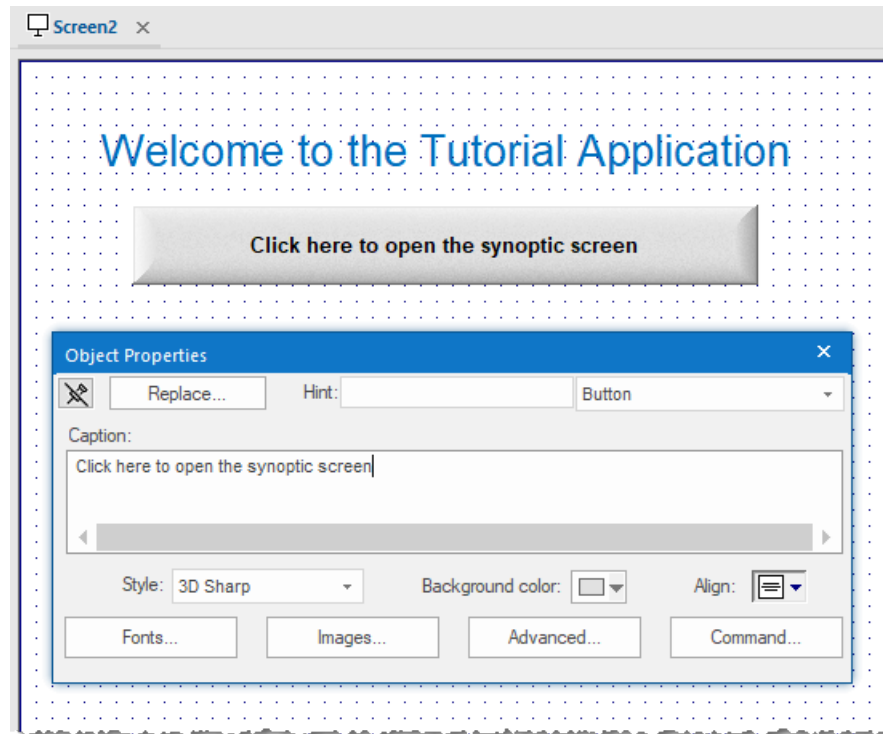 Screen2
Welcome to the Tutorial Application
Click here to open the synoptic screen
Object Properties
Replace... Hint: Button
Caption:
Click here to open the synoptic screen
Style: 3D Sharp Background color: Align:
Fonts... Images... Advanced... Command...